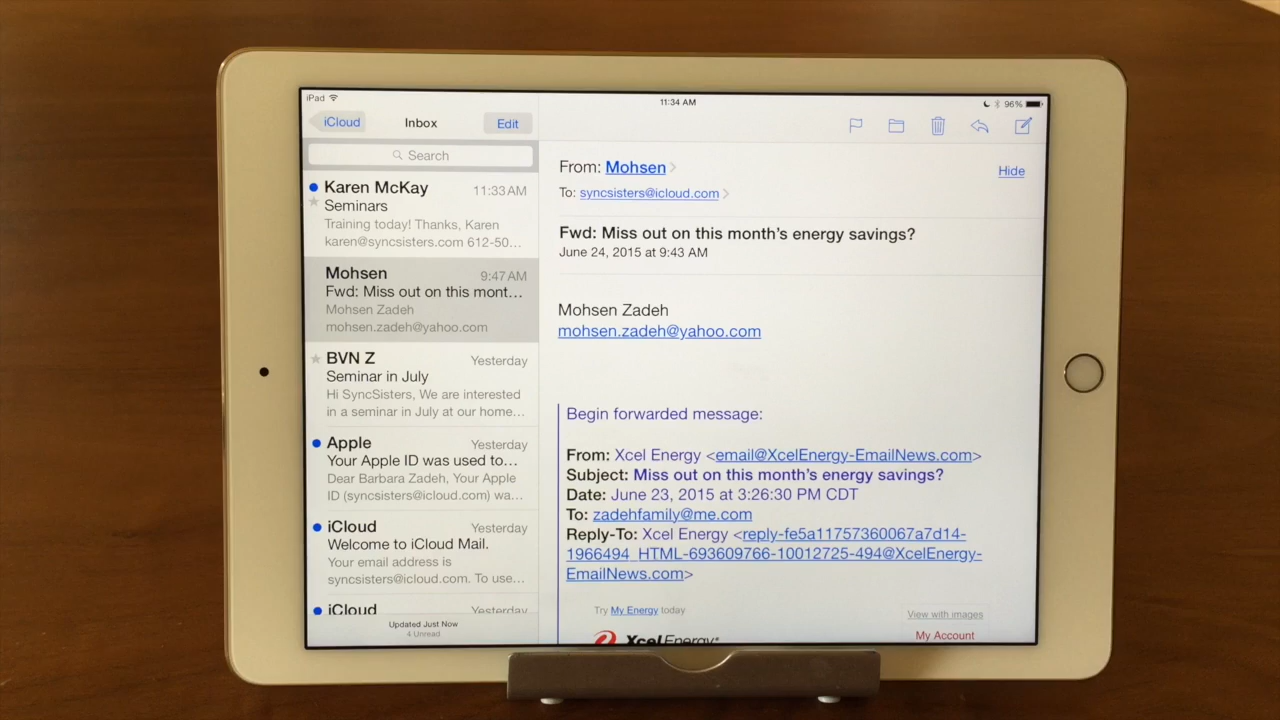 iPad
11:34 AM
96%
iCloud
Inbox
Edit
Search
Karen McKay 11:33 AM
Seminars
Training today! Thanks, Karen
karen@syncsisters.com 612-50...
Mohsen 9:47 AM
Fwd: Miss out on this mont...
Mohsen Zadeh
mohsen.zadeh@yahoo.com
BVN Z Yesterday
Seminar in July
Hi SyncSisters, We are interested
in a seminar in July at our home...
Apple Yesterday
Your Apple ID was used to...
Dear Barbara Zadeh, Your Apple
ID (syncsisters@icloud.com) wa...
iCloud Yesterday
Welcome to iCloud Mail.
Your email address is
syncsisters@icloud.com. To use...
iCloud Yesterday
Updated Just Now
4 Unread
From: Mohsen
Hide
To: syncsisters@icloud.com
Fwd: Miss out on this month's energy savings?
June 24, 2015 at 9:43 AM
Mohsen Zadeh
mohsen.zadeh@yahoo.com
Begin forwarded message:
From: Xcel Energy <email@XcelEnergy-EmailNews.com>
Subject: Miss out on this month's energy savings?
Date: June 23, 2015 at 3:26:30 PM CDT
To: zadehfamily@me.com
Reply-To: Xcel Energy <reply-fe5a11757360067a7d14-
1966494_HTML-693609766-10012725-494@XcelEnergy-
EmailNews.com>
Try My Energy today
View with images
XcelEnergy®
My Account